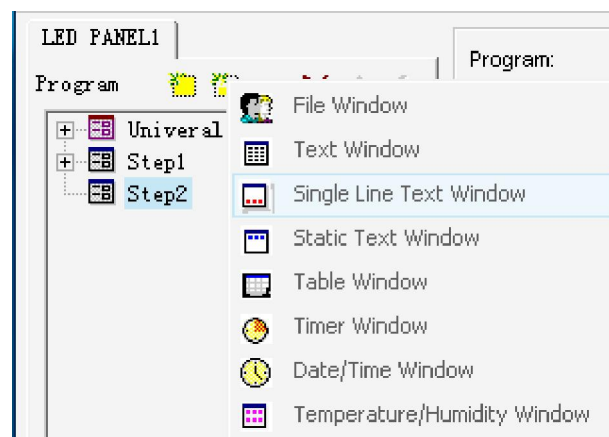 LED PANEL1
Program:
Program
Univeral
Step1
Step2
File Window
Text Window
Single Line Text Window
Static Text Window
Table Window
Timer Window
Date/Time Window
Temperature/Humidity Window